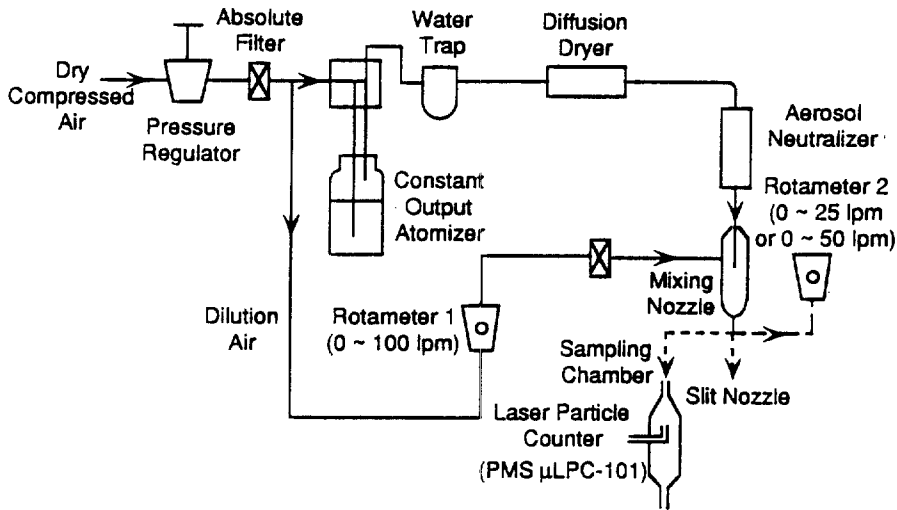 Absolute
Filter
Water
Trap
Diffusion
Dryer
Dry
Compressed
Air
Pressure
Regulator
Aerosol
Neutralizer
Constant
Output
Atomizer
Rotameter 2
(0 ~ 25 lpm
or 0 ~ 50 lpm)
Mixing
Nozzle
Dilution
Air
Rotameter 1
(0 ~ 100 lpm)
Sampling
Chamber
Slit Nozzle
Laser Particle
Counter
(PMS μLPC-101)